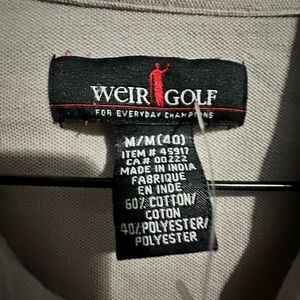 WEIR GOLF
FOR EVERYDAY CHAMPIONS
M/M(40)
ITEM # 45917
CA# 00222
MADE IN INDIA
FABRIQUE
EN INDE
60% COTTON/
COTON
40%POLYESTER/
POLYESTER